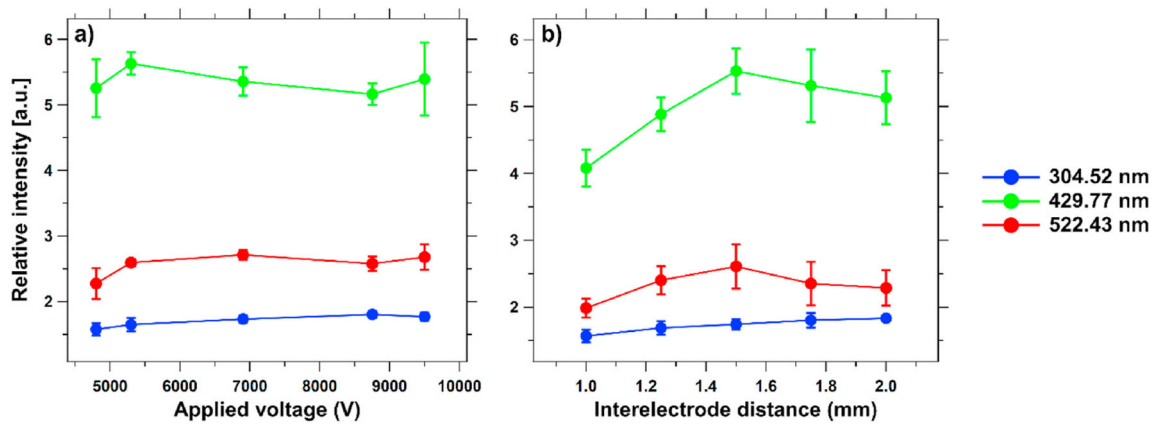 a)
Relative intensity [a.u.]
6
5
4
3
2
5000 6000 7000 8000 9000 10000
Applied voltage (V)
b)
6
5
4
3
2
1.0 1.2 1.4 1.6 1.8 2.0
Interelectrode distance (mm)
304.52 nm
429.77 nm
522.43 nm